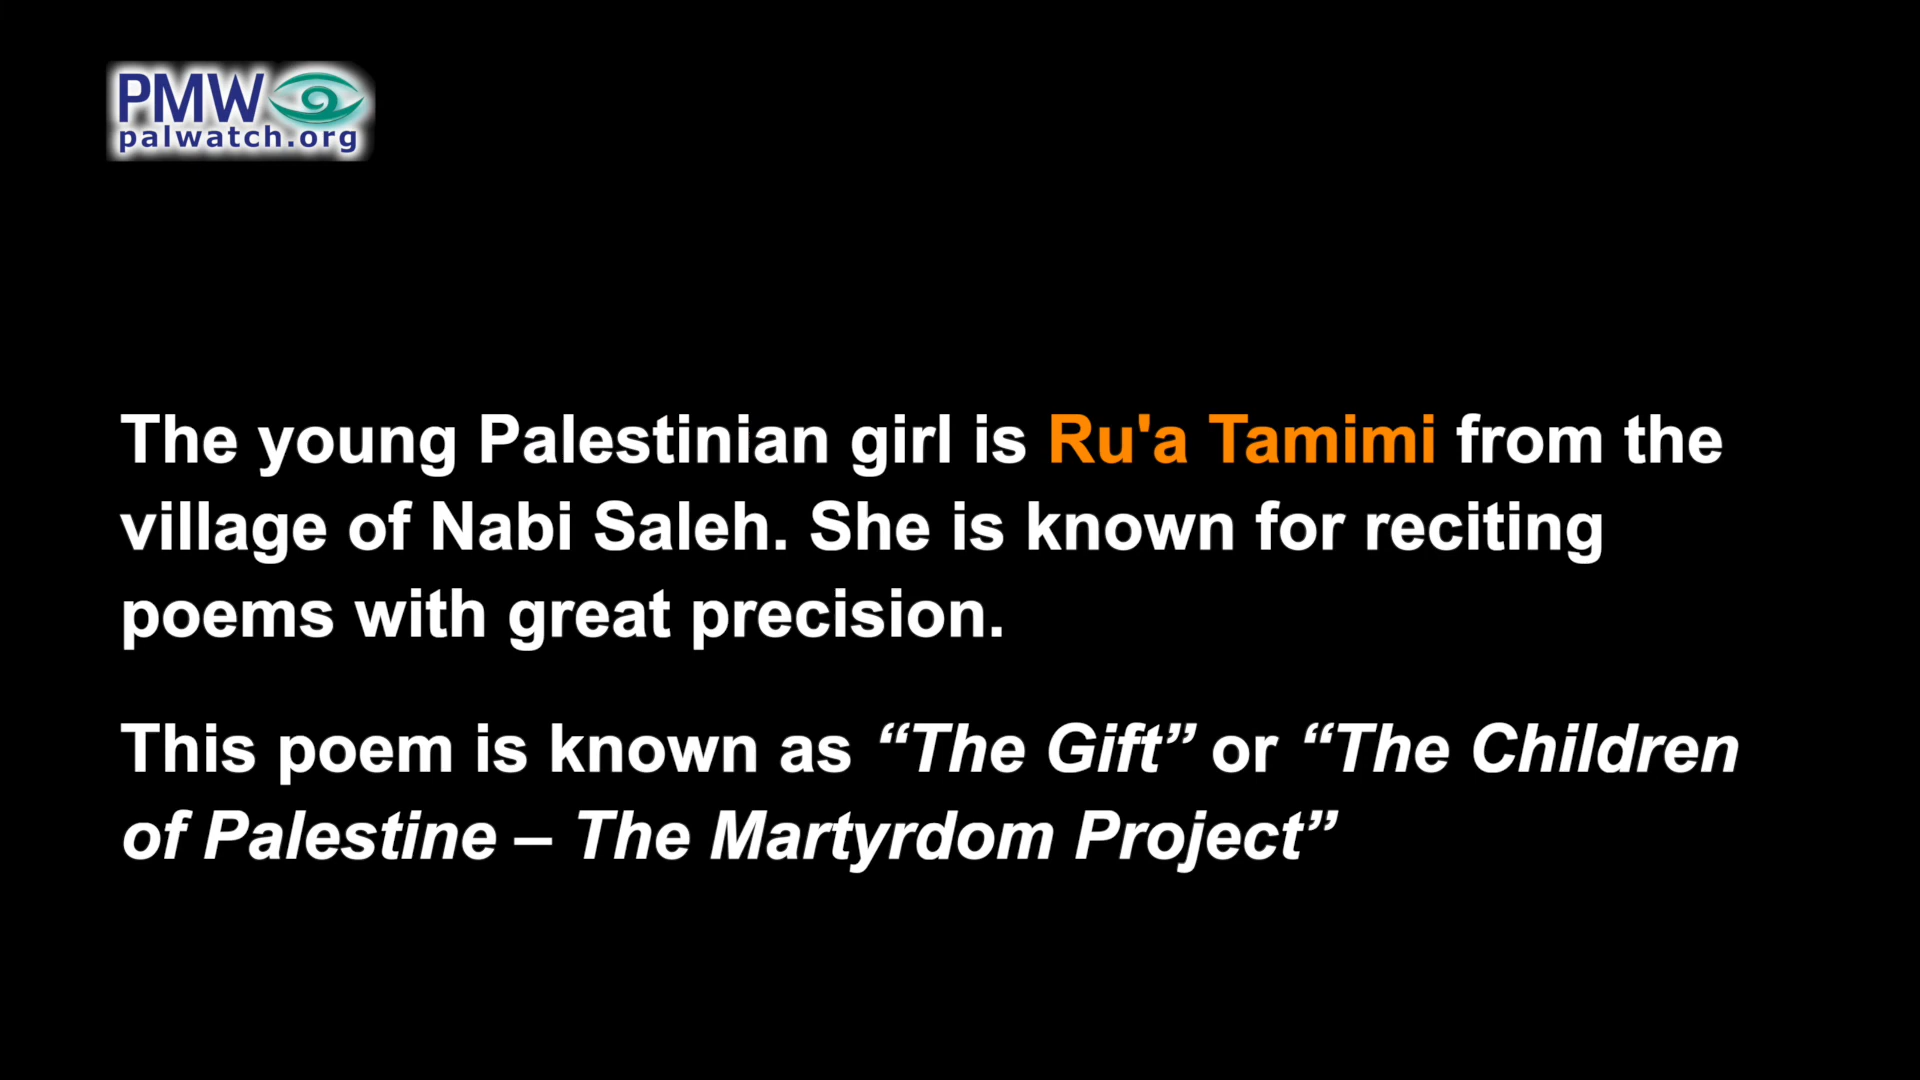 PMW
palwatch.org
The young Palestinian girl is Ru'a Tamimi from the
village of Nabi Saleh. She is known for reciting
poems with great precision.
This poem is known as “The Gift” or “The Children
of Palestine – The Martyrdom Project”